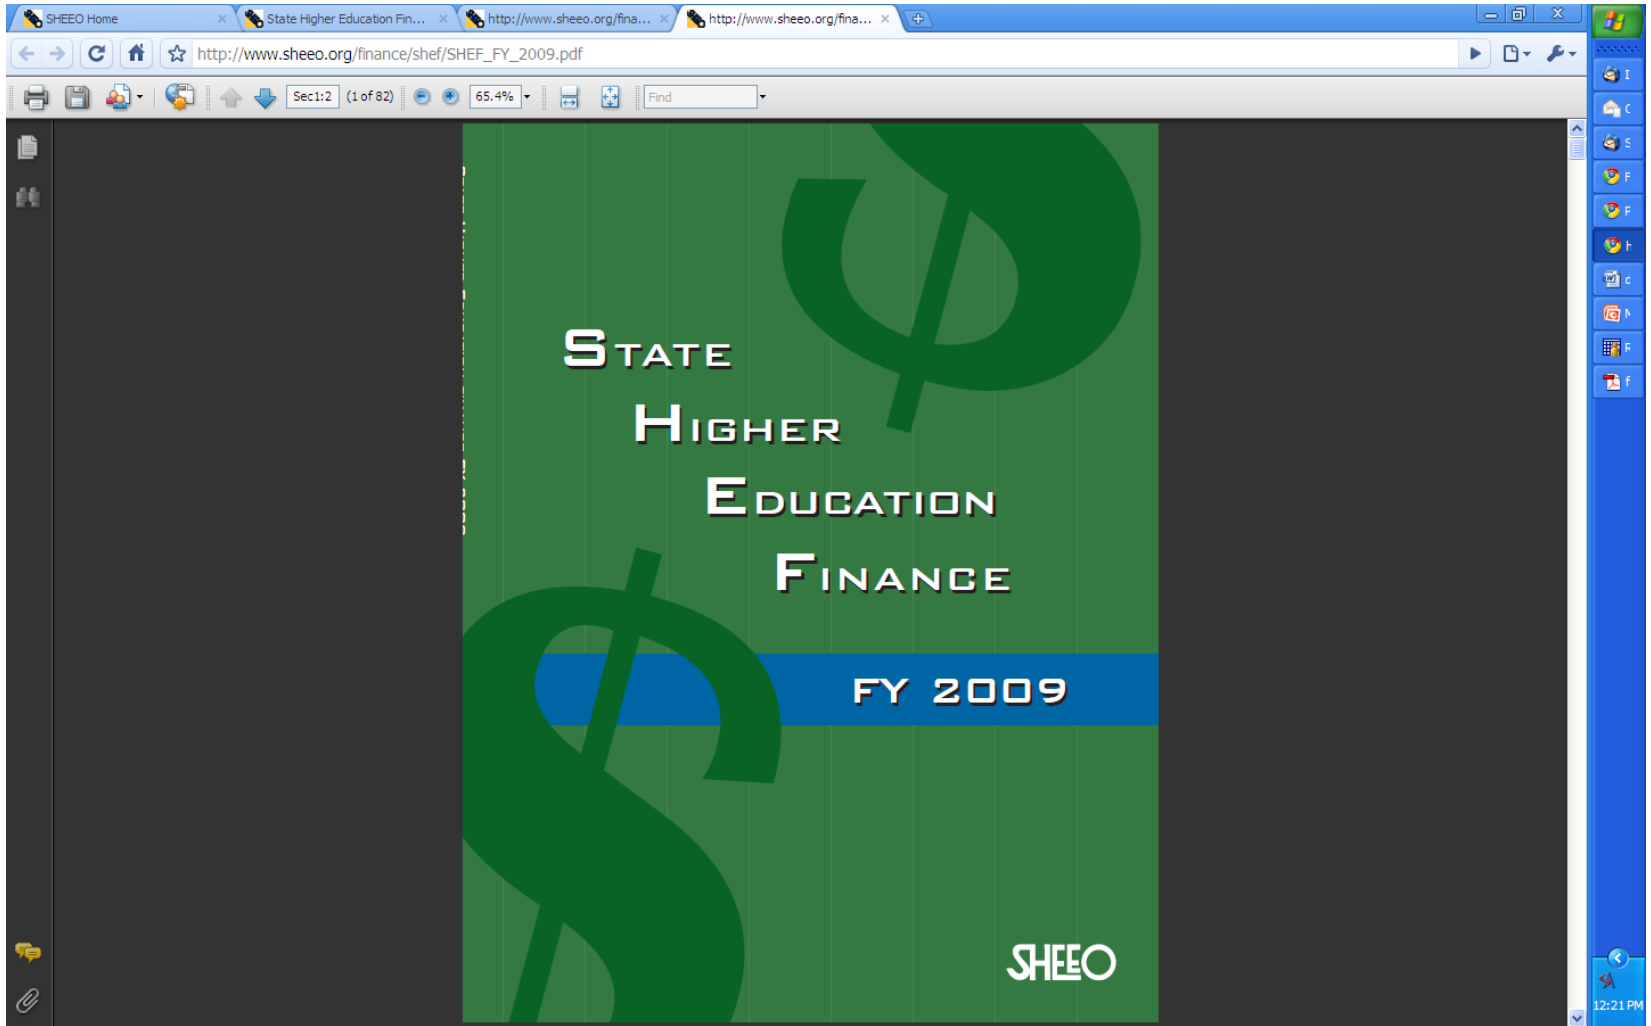 SHEEO Home
State Higher Education Fin...
http://www.sheeo.org/fina...
http://www.sheeo.org/fina...
http://www.sheeo.org/finance/shef/SHEF_FY_2009.pdf
Sec1:2
(1 of 82)
65.4%
Find
STATE
HIGHER
EDUCATION
FINANCE
FY 2009
SHEEO
12:21 PM